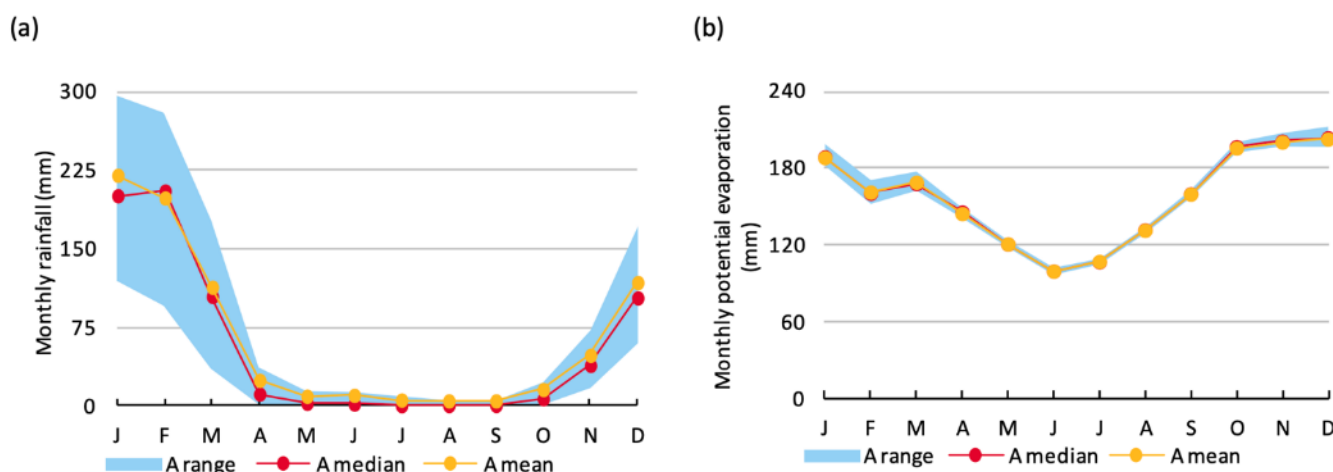 (a)
Monthly rainfall (mm)
300
225
150
75
0
J F M A M J J A S O N D
A range A median A mean
(b)
Monthly potential evaporation
(mm)
240
180
120
60
0
J F M A M J J A S O N D
A range A median A mean